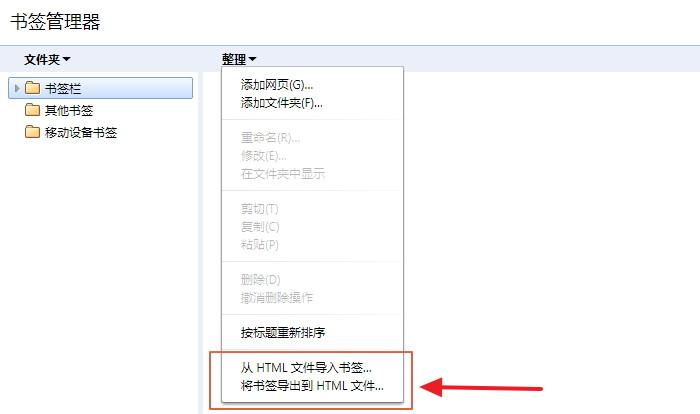 书签管理器
文件夹
整理
书签栏
其他书签
移动设备书签
添加网页(G)...
添加文件夹(F)...
重命名(R)...
修改(E)...
在文件夹中显示
剪切(T)
复制(C)
粘贴(P)
删除(D)
撤消删除操作
按标题重新排序
从 HTML 文件导入书签...
将书签导出到 HTML 文件...